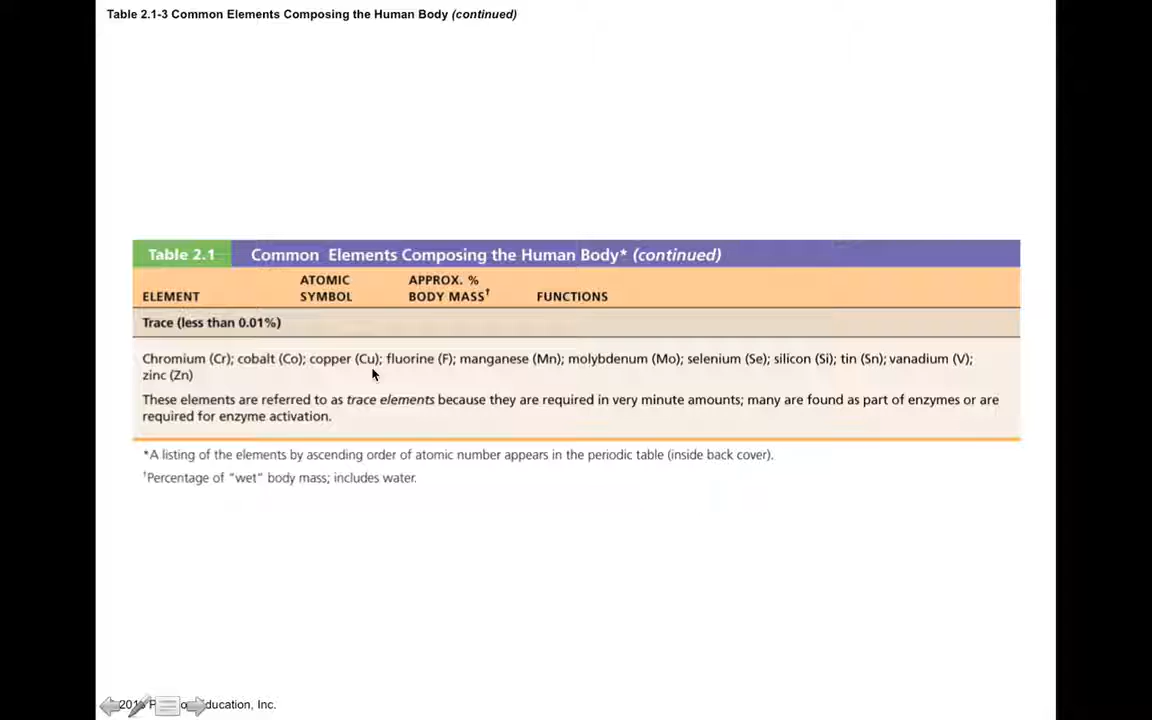 Table 2.1-3 Common Elements Composing the Human Body (continued)
Table 2.1 Common Elements Composing the Human Body* (continued)
ELEMENT ATOMIC SYMBOL APPROX. % BODY MASS† FUNCTIONS
Trace (less than 0.01%)
Chromium (Cr); cobalt (Co); copper (Cu); fluorine (F); manganese (Mn); molybdenum (Mo); selenium (Se); silicon (Si); tin (Sn); vanadium (V);
zinc (Zn)
These elements are referred to as trace elements because they are required in very minute amounts; many are found as part of enzymes or are
required for enzyme activation.
*A listing of the elements by ascending order of atomic number appears in the periodic table (inside back cover).
†Percentage of "wet" body mass; includes water.
Education, Inc.